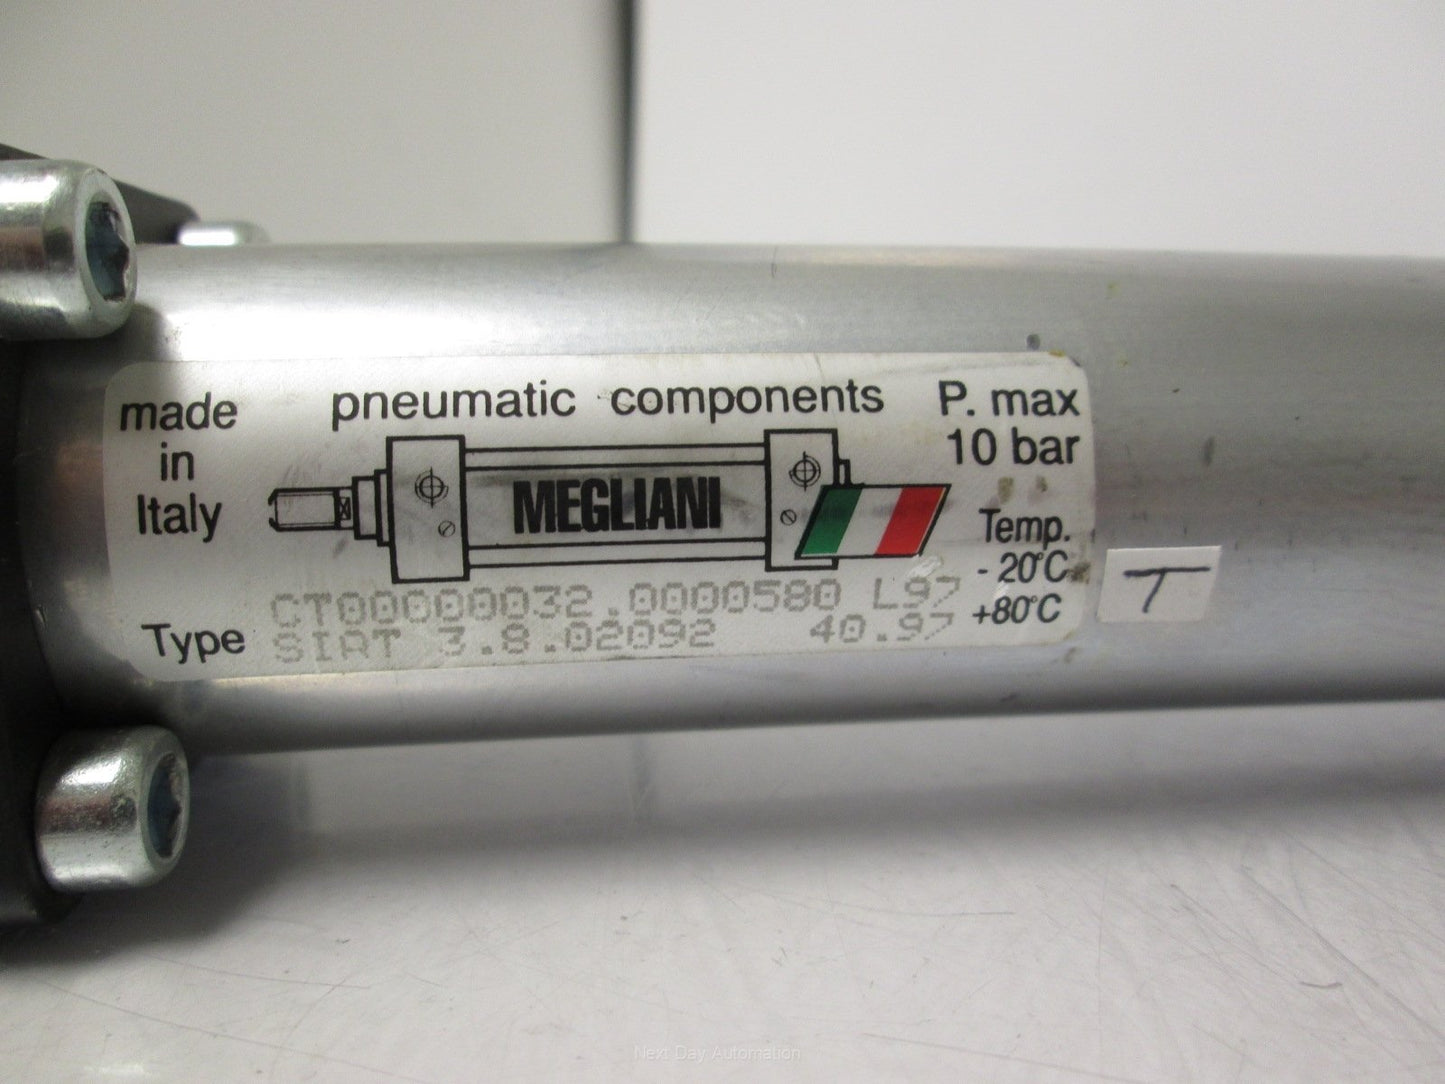 made
in
Italy
pneumatic components
MEGLIANI
P. max
10 bar
Temp.
- 20°C
+80°C
Type
CT00000032.0000580 L97
SIAT 3.8.02092 40.97
T
Next Day Automation